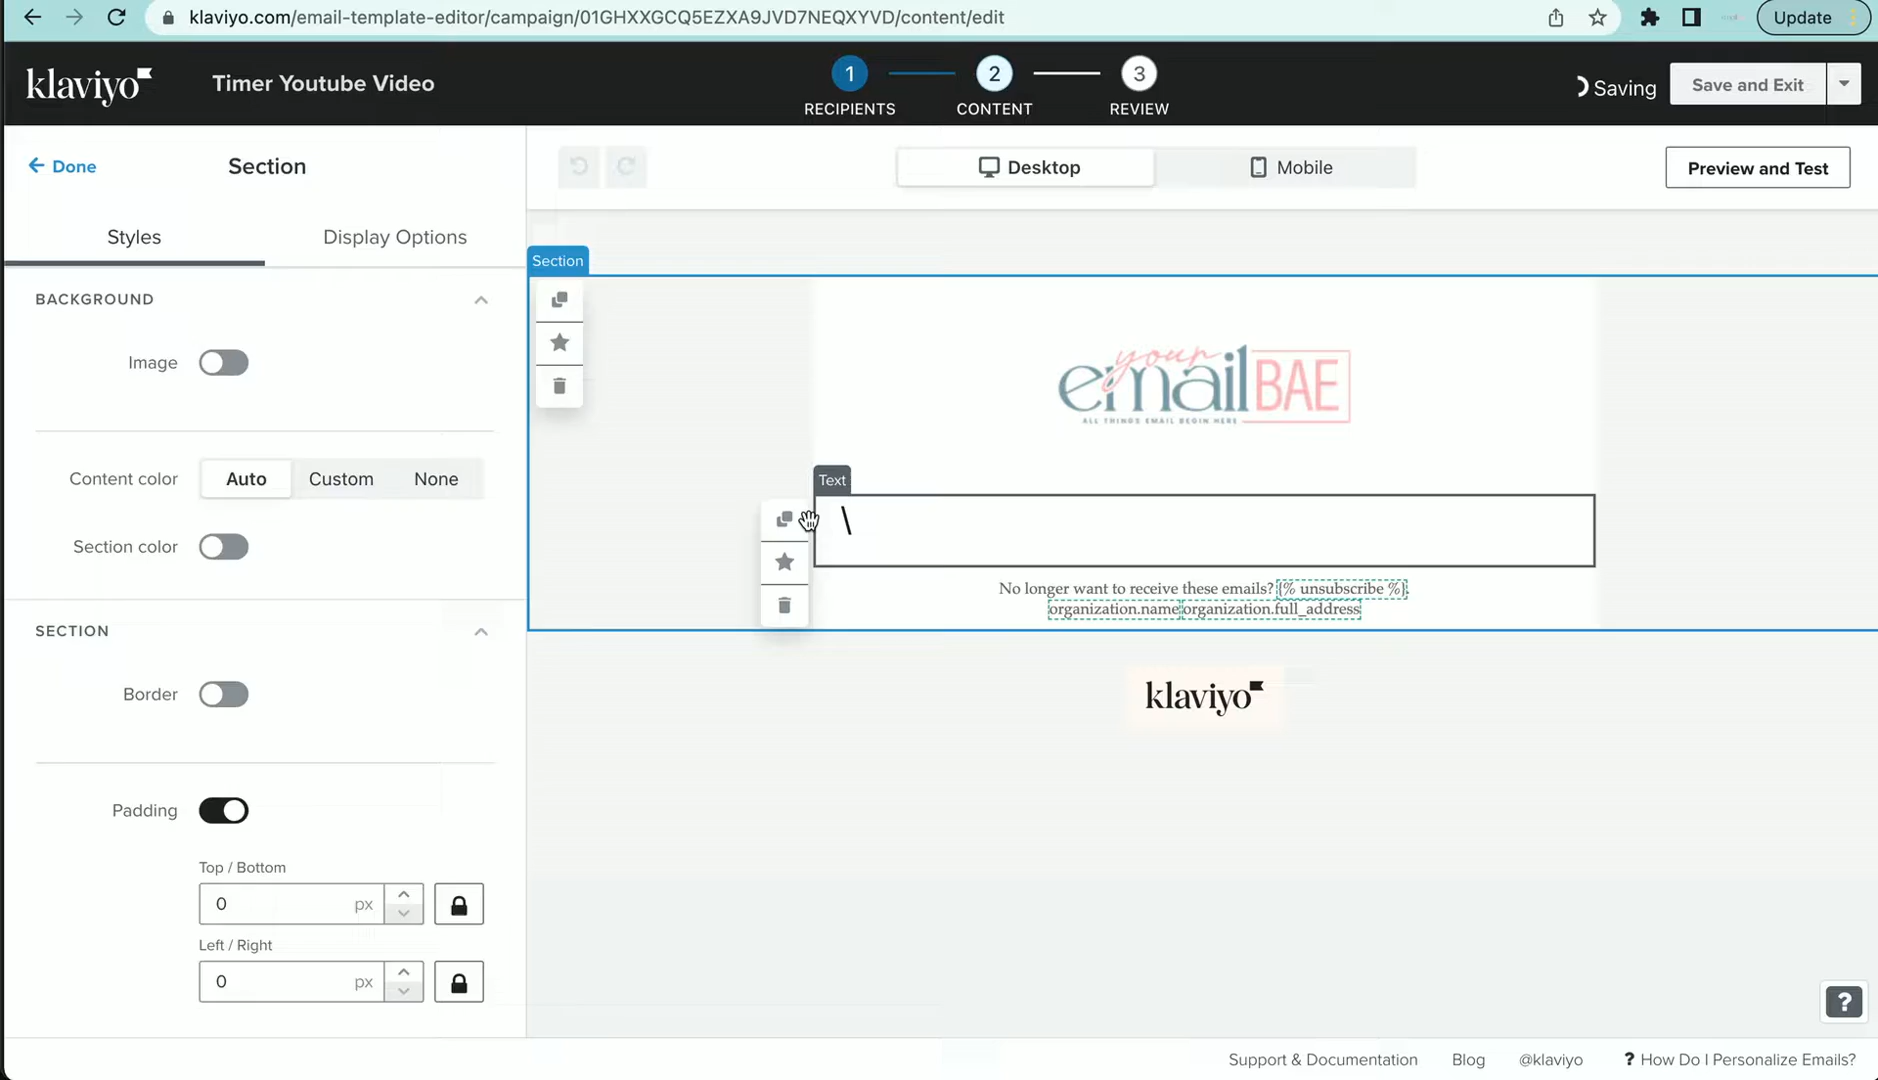 klaviyo.com/email-template-editor/campaign/01GHXXGCQ5EZXA9JVD7NEQXYVD/content/edit
Update
klaviyo
Timer Youtube Video
1
2
3
RECIPIENTS
CONTENT
REVIEW
Saving
Save and Exit
Done
Section
Desktop
Mobile
Preview and Test
Styles
Display Options
Section
BACKGROUND
Image
your
emailBAE
ALL THINGS EMAIL BEGIN HERE
Content color
Auto
Custom
None
Text
\
Section color
No longer want to receive these emails? {% unsubscribe %}.
organization.name organization.full_address
SECTION
Border
klaviyo
Padding
Top / Bottom
0 px
Left / Right
0 px
?
Support & Documentation
Blog
@klaviyo
? How Do I Personalize Emails?